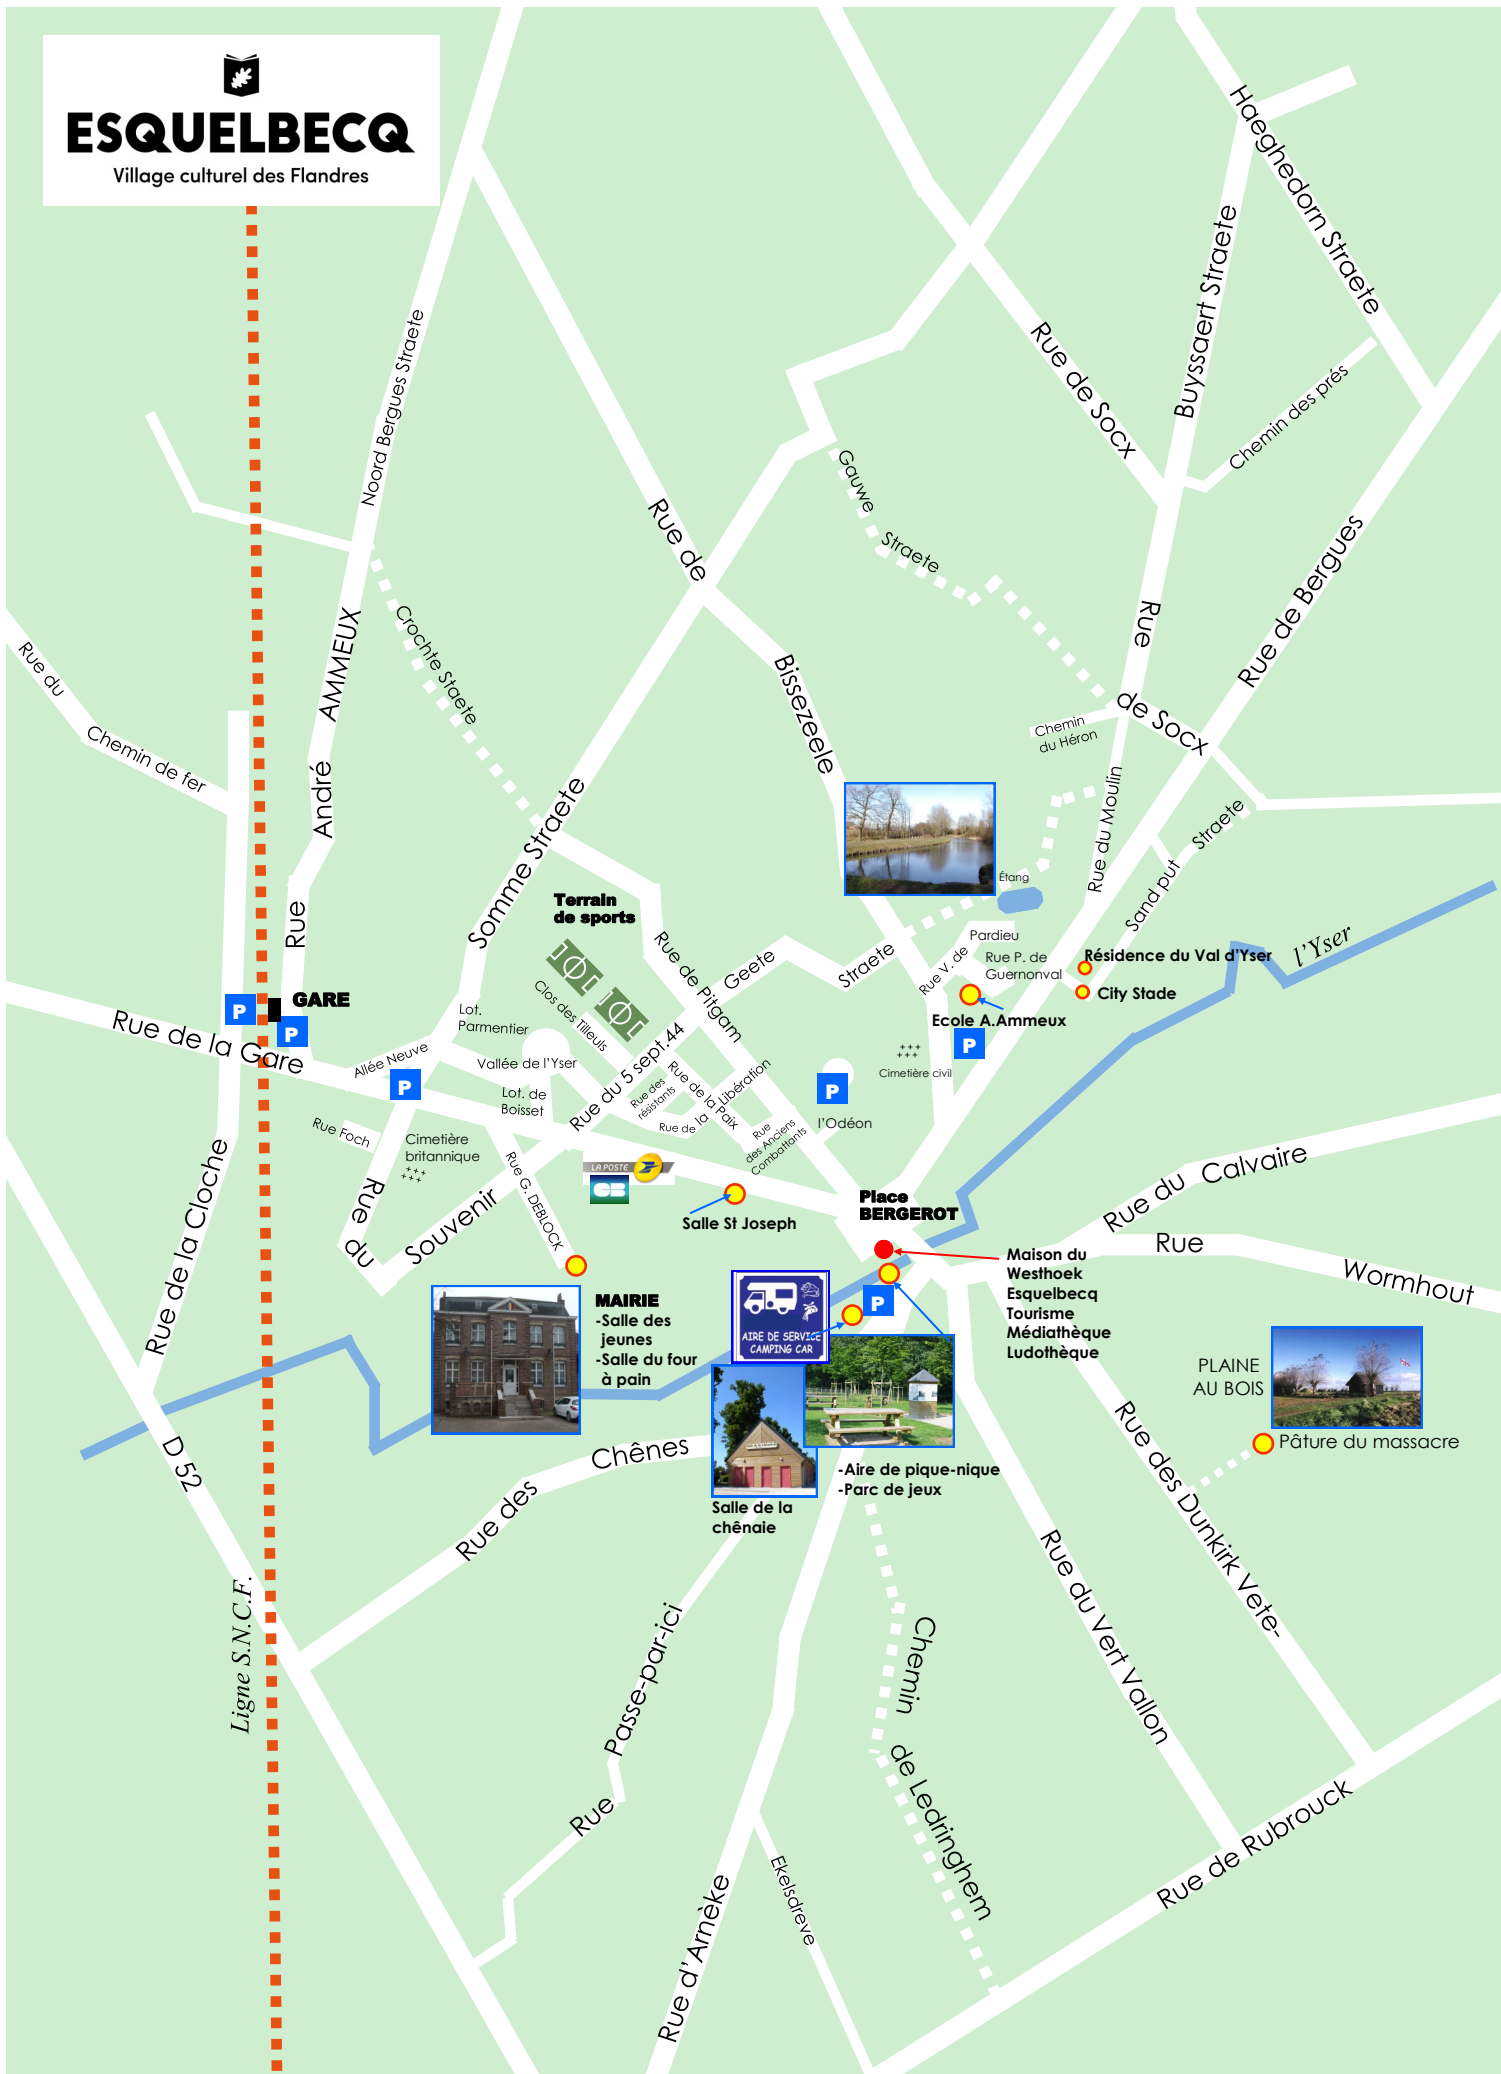 ESQUELBECQ
Village culturel des Flandres
Haeghedorn Straete
Buyssaert Straete
Noord Bergues Straete
Rue de Socx
Chemin des prés
Gauwe
Straete
Rue de
Bissezeele
Rue de Bergues
Rue
de Socx
Crochte Staete
Rue du
Chemin de fer
Rue
André
AMMEUX
Chemin
du Héron
Rue du Moulin
Sand put
Straete
Somme Straete
Étang
Terrain
de sports
Rue de Pitgam
Geete
Straete
Pardieu
Rue V. de
Rue P. de
Guernonval
Résidence du Val d'Yser
l'Yser
City Stade
Ecole A.Ammeux
P
GARE
P
P
Rue de la Gare
Lot.
Parmentier
Clos des Tilleuls
Allée Neuve
Vallée de l'Yser
Rue du 5 sept.44
P
Lot. de
Boisset
Rue des
résistants
Rue de la Paix
Rue de
la
Libération
Cimetière civil
P
l'Odéon
Rue
des Anciens
Combattants
Rue Foch
Cimetière
britannique
LA POSTE
Rue G. DEBLOCK
Salle St Joseph
Place
BERGEROT
Rue du
Calvaire
Rue
Wormhout
Rue de la Cloche
Rue
du
Souvenir
Maison du
Westhoek
Esquelbecq
Tourisme
Médiathèque
Ludothèque
MAIRIE
-Salle des
jeunes
-Salle du four
à pain
P
AIRE DE SERVICE
CAMPING CAR
PLAINE
AU BOIS
Pâture du massacre
D 52
Rue des
Chênes
-Aire de pique-nique
-Parc de jeux
Salle de la
chênaie
Rue des Dunkirk Vete-
Rue du Vert Vallon
Ligne S.N.C.F.
Rue
Passe-par-ici
Chemin
de Ledringhem
Rue d'Arnèke
Ekelsdreve
Rue de Rubrouck